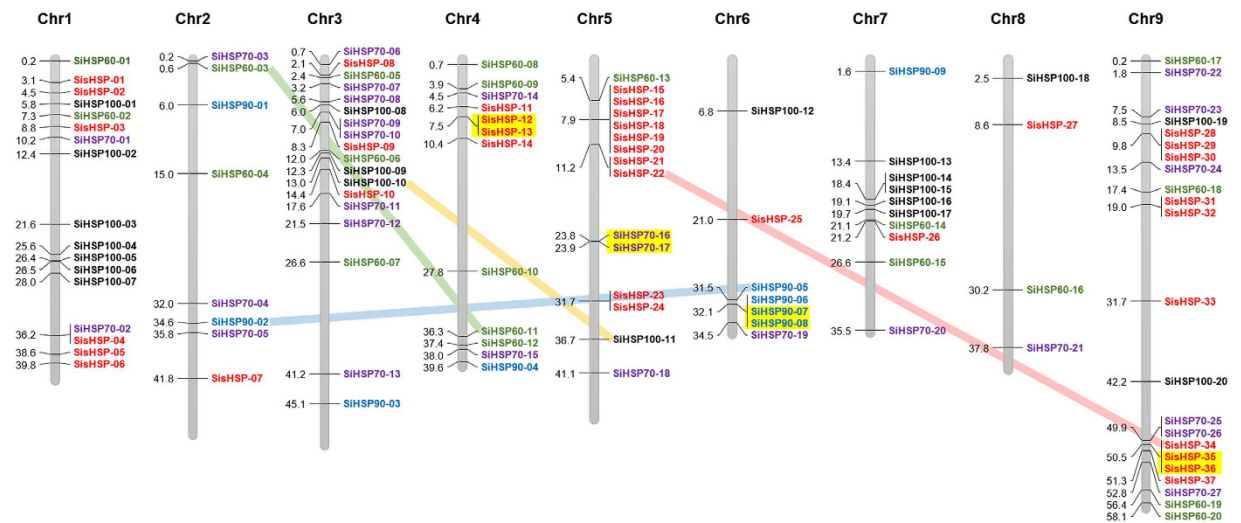 Chr1
0.2 SiHSP60-01
3.1 SisHSP-01
4.5 SisHSP-02
5.8 SiHSP100-01
7.3 SiHSP60-02
8.8 SisHSP-03
10.2 SiHSP70-01
12.4 SiHSP100-02
21.6 SiHSP100-03
25.6 SiHSP100-04
26.4 SiHSP100-05
26.5 SiHSP100-06
28.0 SiHSP100-07
SiHSP70-02
36.2 SisHSP-04
38.6 SisHSP-05
39.8 SisHSP-06
Chr2
0.2 SiHSP70-03
0.6 SiHSP60-03
6.0 SiHSP90-01
15.0 SiHSP60-04
32.0 SiHSP70-04
34.6 SiHSP90-02
35.8 SiHSP70-05
41.8 SisHSP-07
Chr3
0.7 SiHSP70-06
2.1 SisHSP-08
2.4 SiHSP60-05
3.2 SiHSP70-07
5.6 SiHSP70-08
6.0 SiHSP100-08
7.0 SiHSP70-09
SiHSP70-10
8.3 SisHSP-09
12.0 SiHSP60-06
12.3 SiHSP100-09
13.0 SiHSP100-10
14.4 SisHSP-10
17.6 SiHSP70-11
21.5 SiHSP70-12
26.6 SiHSP60-07
41.2 SiHSP70-13
45.1 SiHSP90-03
Chr4
0.7 SiHSP60-08
3.9 SiHSP60-09
4.5 SiHSP70-14
6.2 SisHSP-11
7.5 SisHSP-12
SisHSP-13
10.4 SisHSP-14
27.8 SiHSP60-10
36.3 SiHSP60-11
37.4 SiHSP60-12
38.0 SiHSP70-15
39.6 SiHSP90-04
Chr5
5.4 SiHSP60-13
SisHSP-15
SisHSP-16
SisHSP-17
7.9 SisHSP-18
SisHSP-19
SisHSP-20
SisHSP-21
11.2 SisHSP-22
23.8 SiHSP70-16
23.9 SiHSP70-17
31.7 SisHSP-23
SisHSP-24
36.7 SiHSP100-11
41.1 SiHSP70-18
Chr6
6.8 SiHSP100-12
21.0 SisHSP-25
31.5 SiHSP90-05
SiHSP90-06
32.1 SiHSP90-07
SiHSP90-08
34.5 SiHSP70-19
Chr7
1.6 SiHSP90-09
13.4 SiHSP100-13
18.4 SiHSP100-14
SiHSP100-15
19.1 SiHSP100-16
19.7 SiHSP100-17
21.1 SiHSP60-14
21.2 SisHSP-26
26.6 SiHSP60-15
35.5 SiHSP70-20
Chr8
2.5 SiHSP100-18
8.6 SisHSP-27
30.2 SiHSP60-16
37.8 SiHSP70-21
Chr9
0.2 SiHSP60-17
1.8 SiHSP70-22
7.5 SiHSP70-23
8.5 SiHSP100-19
SisHSP-28
9.8 SisHSP-29
SisHSP-30
13.5 SiHSP70-24
17.4 SiHSP60-18
19.0 SisHSP-31
SisHSP-32
31.7 SisHSP-33
42.2 SiHSP100-20
49.9 SiHSP70-25
SiHSP70-26
SisHSP-34
50.5 SisHSP-35
SisHSP-36
51.3 SisHSP-37
52.8 SiHSP70-27
56.4 SiHSP60-19
58.1 SiHSP60-20